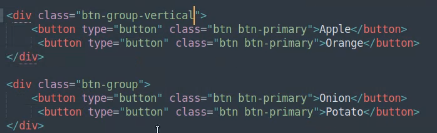 <div class="btn-group-vertical">
<button type="button" class="btn btn-primary">Apple</button>
<button type="button" class="btn btn-primary">Orange</button>
</div>
<div class="btn-group">
<button type="button" class="btn btn-primary">Onion</button>
<button type="button" class="btn btn-primary">Potato</button>
</div>